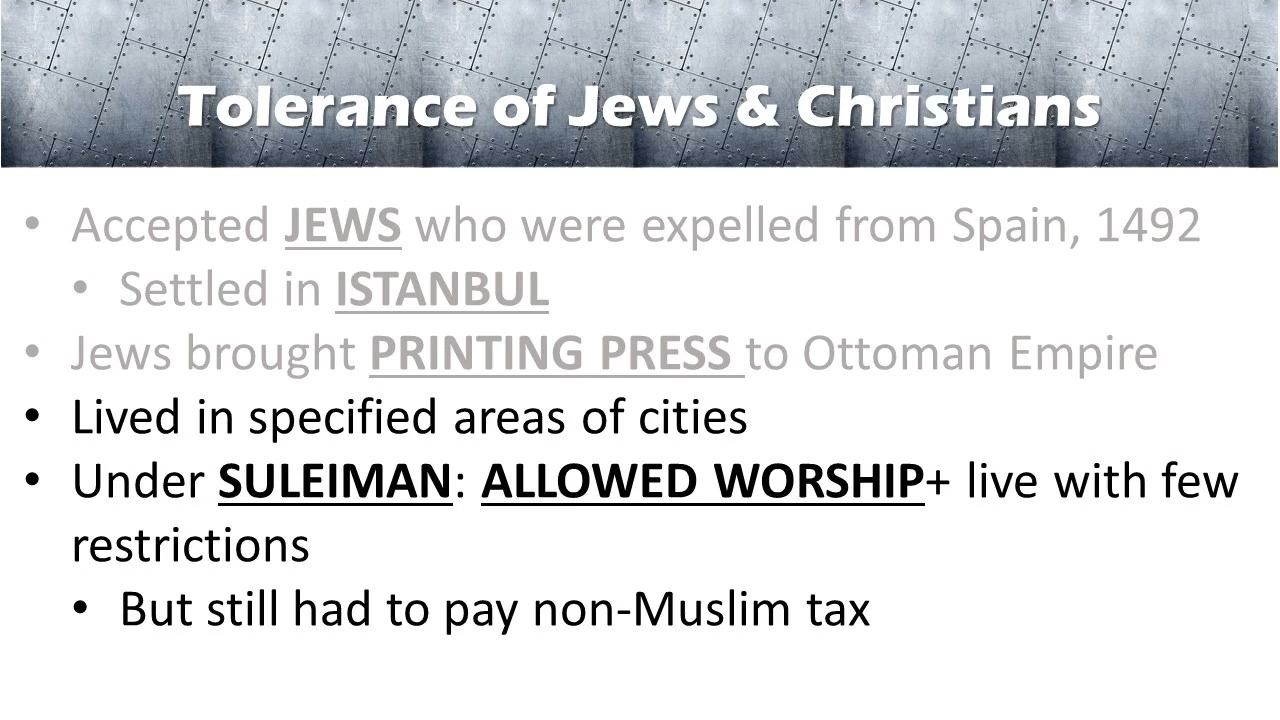 Tolerance of Jews & Christians
• Accepted JEWS who were expelled from Spain, 1492
• Settled in ISTANBUL
• Jews brought PRINTING PRESS to Ottoman Empire
• Lived in specified areas of cities
• Under SULEIMAN: ALLOWED WORSHIP+ live with few
restrictions
• But still had to pay non-Muslim tax